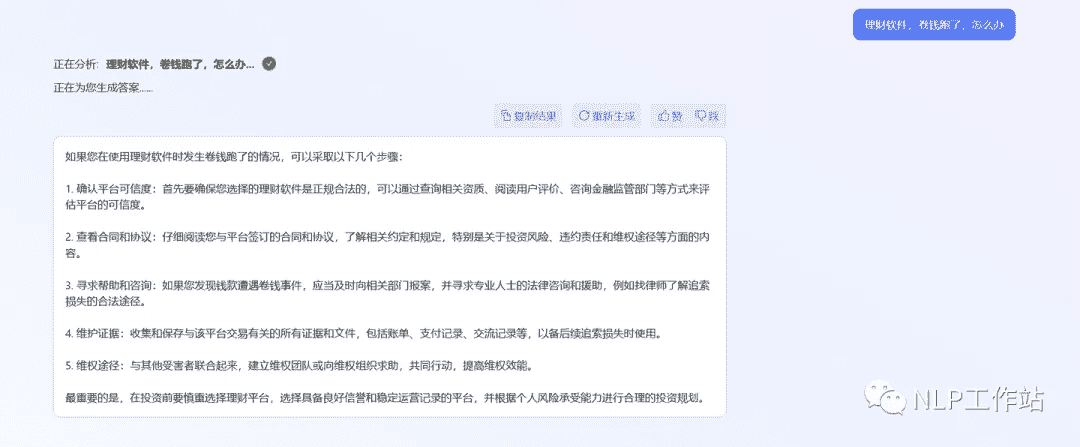 理财软件，卷钱跑了，怎么办
正在分析: 理财软件，卷钱跑了，怎么办...
正在为您生成答案......
复制结果 重新生成 赞 踩
如果您在使用理财软件时发生卷钱跑了的情况，可以采取以下几个步骤：
1. 确认平台可信度：首先要确保您选择的理财软件是正规合法的，可以通过查询相关资质、阅读用户评价、咨询金融监管部门等方式来评
估平台的可信度。
2. 查看合同和协议：仔细阅读您与平台签订的合同和协议，了解相关约定和规定，特别是关于投资风险、违约责任和维权途径等方面的内
容。
3. 寻求帮助和咨询：如果您发现钱款遭遇卷钱事件，应当及时向相关部门报案，并寻求专业人士的法律咨询和援助，例如找律师了解追索
损失的合法途径。
4. 维护证据：收集和保存与该平台交易有关的所有证据和文件，包括账单、支付记录、交流记录等，以备后续追索损失时使用。
5. 维权途径：与其他受害者联合起来，建立维权团队或向维权组织求助，共同行动，提高维权效能。
最重要的是，在投资前要慎重选择理财平台，选择具备良好信誉和稳定运营记录的平台，并根据个人风险承受能力进行合理的投资规划。
NLP工作站